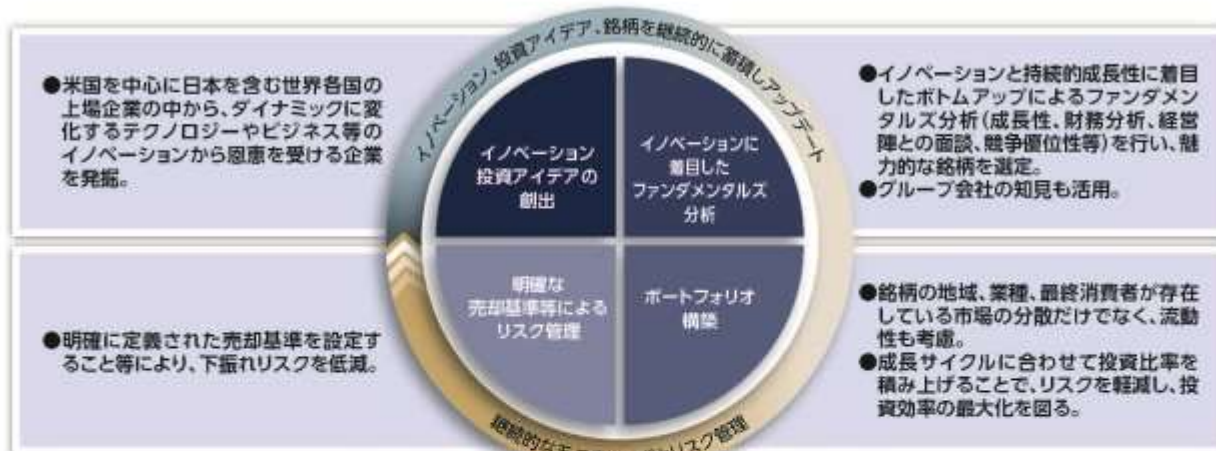 イノベーション、投資アイデア、銘柄を継続的に蓄積しアップデート
●米国を中心に日本を含む世界各国の
上場企業の中から、ダイナミックに変
化するテクノロジーやビジネス等の
イノベーションから恩恵を受ける企業
を発掘。
イノベーション
投資アイデアの
創出
イノベーションに
着目した
ファンダメンタルズ
分析
●イノベーションと持続的成長性に着目
したボトムアップによるファンダメン
タルズ分析(成長性、財務分析、経営
陣との面談、競争優位性等)を行い、魅
力的な銘柄を選定。
●グループ会社の知見も活用。
●明確に定義された売却基準を設定す
ること等により、下振れリスクを低減。
明確な
売却基準等による
リスク管理
ポートフォリオ
構築
●銘柄の地域、業種、最終消費者が存在
している市場の分散だけでなく、流動
性も考慮。
●成長サイクルに合わせて投資比率を
積み上げることで、リスクを軽減し、投
資効率の最大化を図る。
継続的な リスク管理